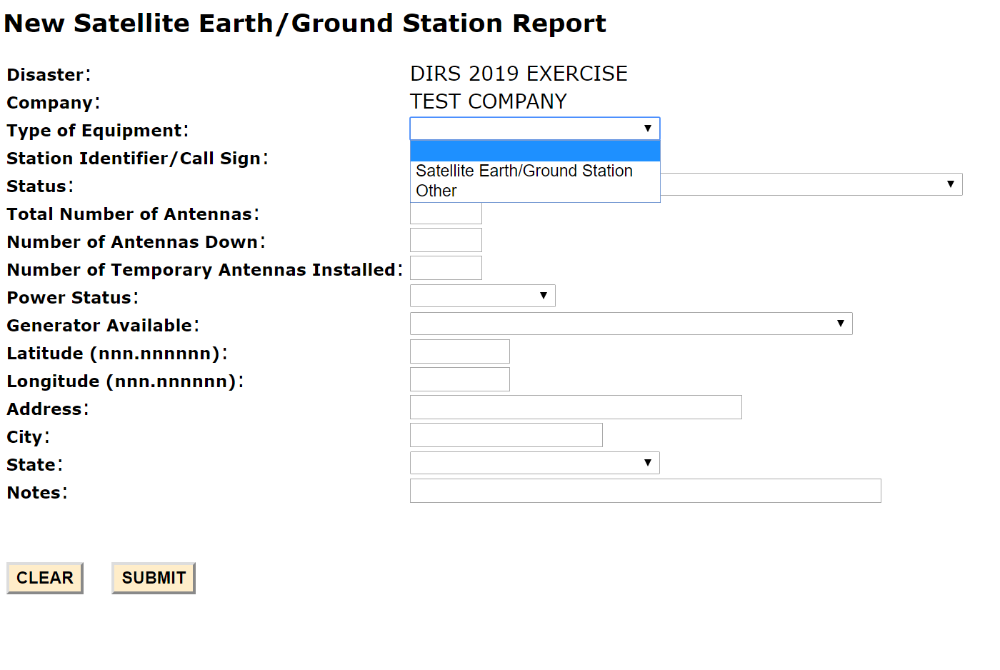 New Satellite Earth/Ground Station Report
Disaster: DIRS 2019 EXERCISE
Company: TEST COMPANY
Type of Equipment:
Station Identifier/Call Sign:
Satellite Earth/Ground Station
Status:
Other
Total Number of Antennas:
Number of Antennas Down:
Number of Temporary Antennas Installed:
Power Status:
Generator Available:
Latitude (nnn.nnnnnn):
Longitude (nnn.nnnnnn):
Address:
City:
State:
Notes:
CLEAR SUBMIT